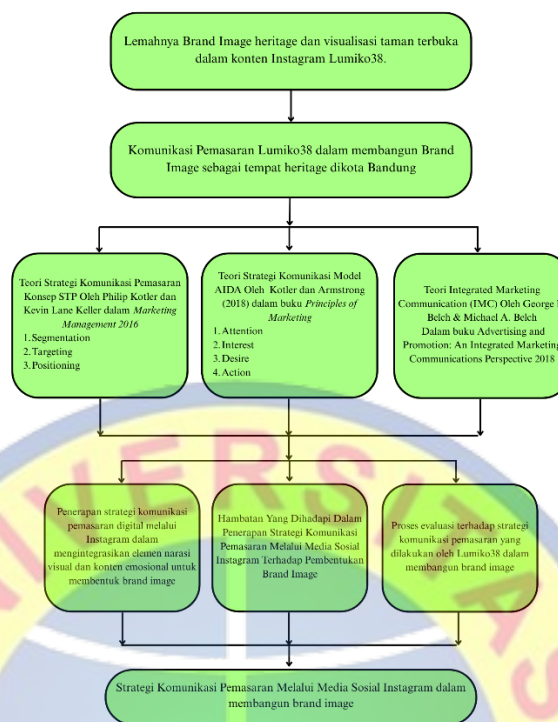 Lemahnya Brand Image heritage dan visualisasi taman terbuka
dalam konten Instagram Lumiko38.
Komunikasi Pemasaran Lumiko38 dalam membangun Brand
Image sebagai tempat heritage dikota Bandung
Teori Strategi Komunikasi Pemasaran
Konsep STP Oleh Philip Kotler dan
Kevin Lane Keller dalam Marketing
Management 2016
1. Segmentation
2. Targeting
3. Positioning
Teori Strategi Komunikasi Model
AIDA Oleh Kotler dan Armstrong
(2018) dalam buku Principles of
Marketing
1. Attention
2. Interest
3. Desire
4. Action
Teori Integrated Marketing
Communication (IMC) Oleh George
Belch & Michael A. Belch
Dalam buku Advertising and
Promotion: An Integrated Marketing
Communications Perspective 2018
Penerapan strategi komunikasi
pemasaran digital melalui
Instagram dalam
mengintegrasikan elemen narasi
visual dan konten emosional untuk
membentuk brand image
Hambatan Yang Dihadapi Dalam
Penerapan Strategi Komunikasi
Pemasaran Melalui Media Sosial
Instagram Terhadap Pembentukan
Brand Image
Proses evaluasi terhadap strategi
komunikasi pemasaran yang
dilakukan oleh Lumiko38 dalam
membangun brand image
Strategi Komunikasi Pemasaran Melalui Media Sosial Instagram dalam
membangun brand image
IVERSITAS